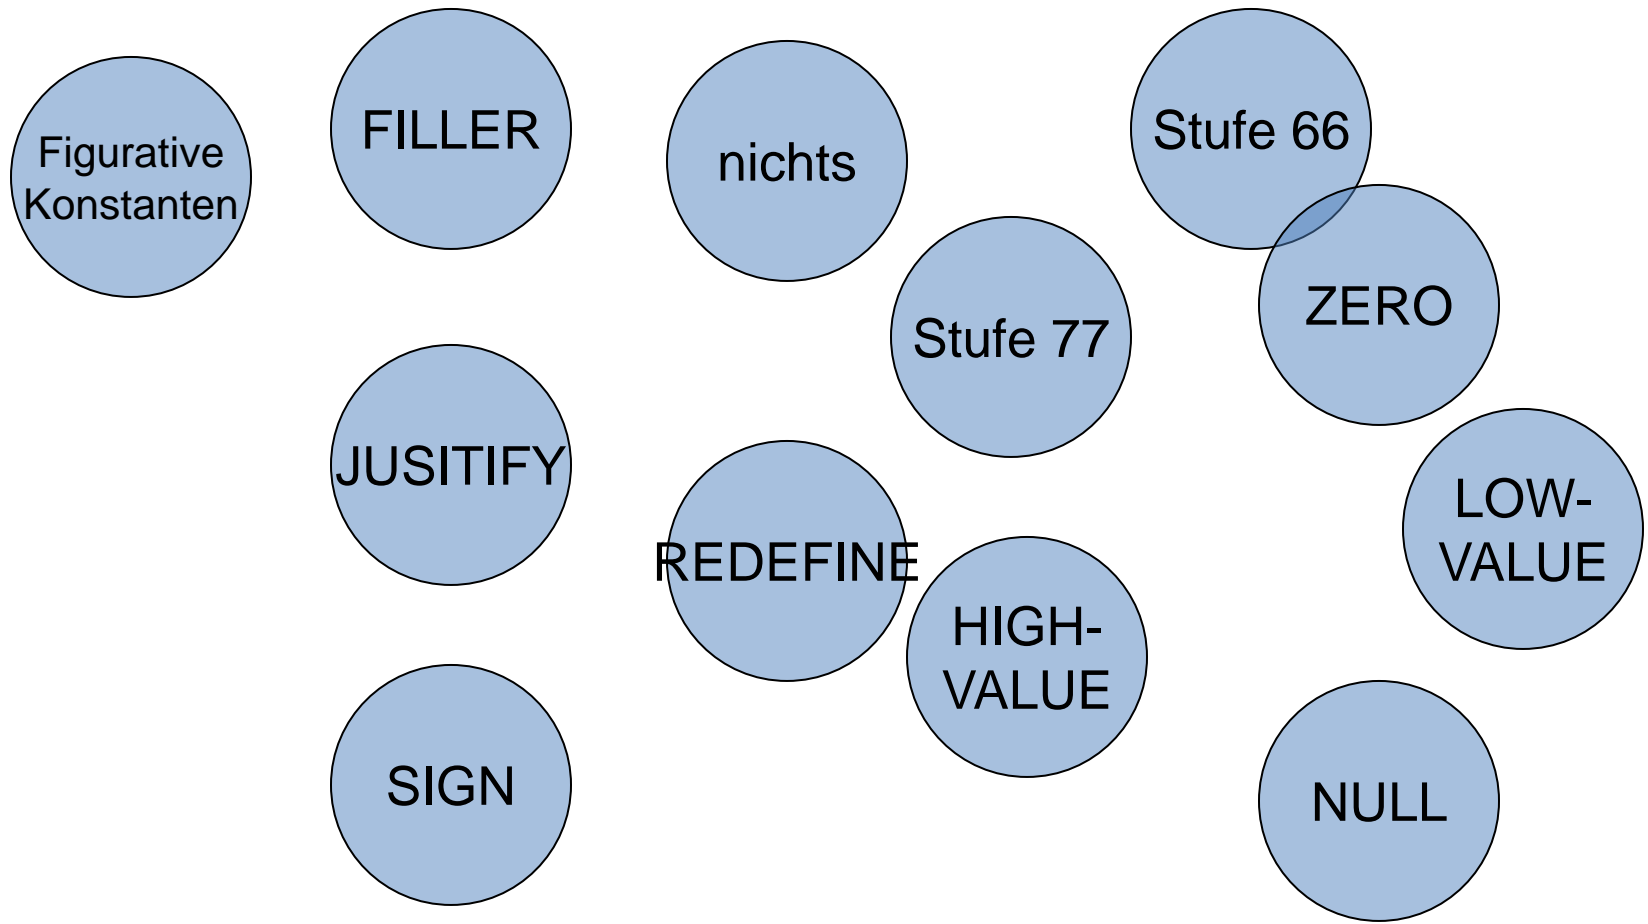 Figurative
Konstanten
FILLER
nichts
Stufe 66
ZERO
Stufe 77
JUSITIFY
REDEFINE
LOW-
VALUE
HIGH-
VALUE
SIGN
NULL